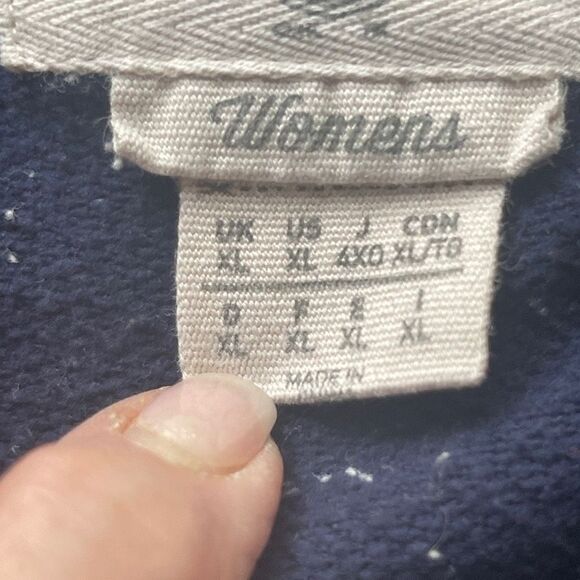 Womens
UK US J CDN
XL XL 4XO XL/TG
D F E I
XL XL XL XL
MADE IN